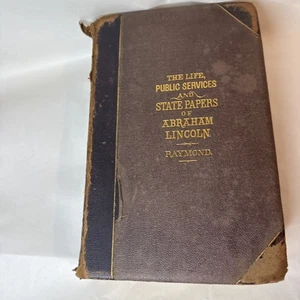 THE LIFE,
PUBLIC SERVICES
AND
STATE PAPERS
OF
ABRAHAM
LINCOLN.
RAYMOND.